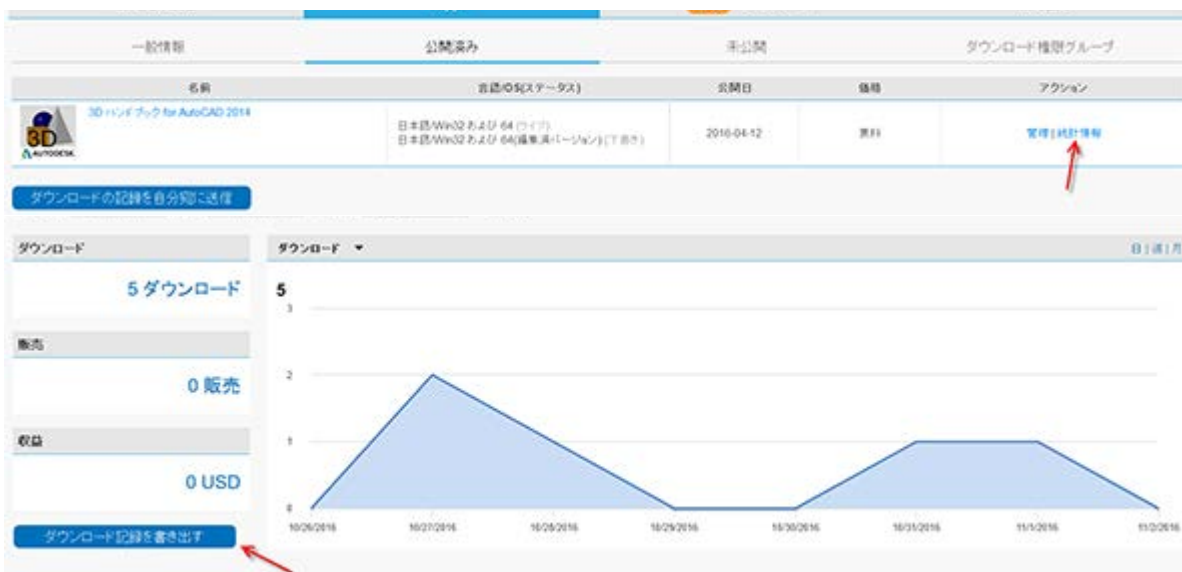 一般情報
公開済み
未公開
ダウンロード権限グループ
名前
言語/OS(ステータス)
公開日
価格
アクション
3D ハンドブック for AutoCAD 2014
3D
AUTODESK
日本語/Win32 および 64 (ライブ)
日本語/Win32 および 64(編集済バージョン) (下書き)
2016-04-12
無料
管理 | 統計情報
ダウンロードの記録を自分宛に送信
ダウンロード
5 ダウンロード
販売
0 販売
収益
0 USD
ダウンロード記録を書き出す
ダウンロード
日 | 週 | 月
5
3
2
1
0
10/26/2016
10/27/2016
10/28/2016
10/29/2016
10/30/2016
10/31/2016
11/1/2016
11/2/2016